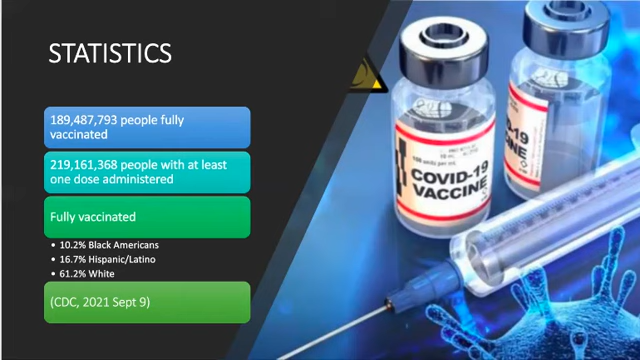 STATISTICS
189,487,793 people fully
vaccinated
219,161,368 people with at least
one dose administered
Fully vaccinated
• 10.2% Black Americans
• 16.7% Hispanic/Latino
• 61.2% White
(CDC, 2021 Sept 9)
COVID-19
VACCINE